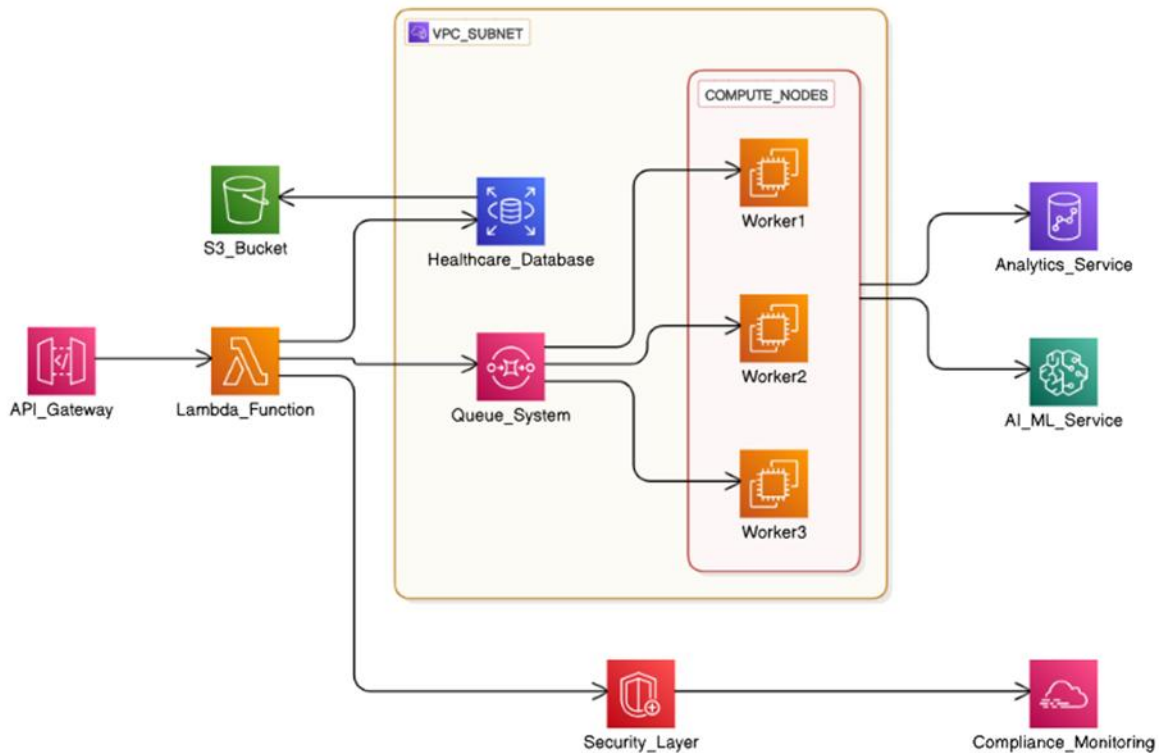 VPC_SUBNET
COMPUTE_NODES
Worker1
S3_Bucket
Healthcare_Database
Analytics_Service
Worker2
API_Gateway
Lambda_Function
Queue_System
AI_ML_Service
Worker3
Security_Layer
Compliance_Monitoring